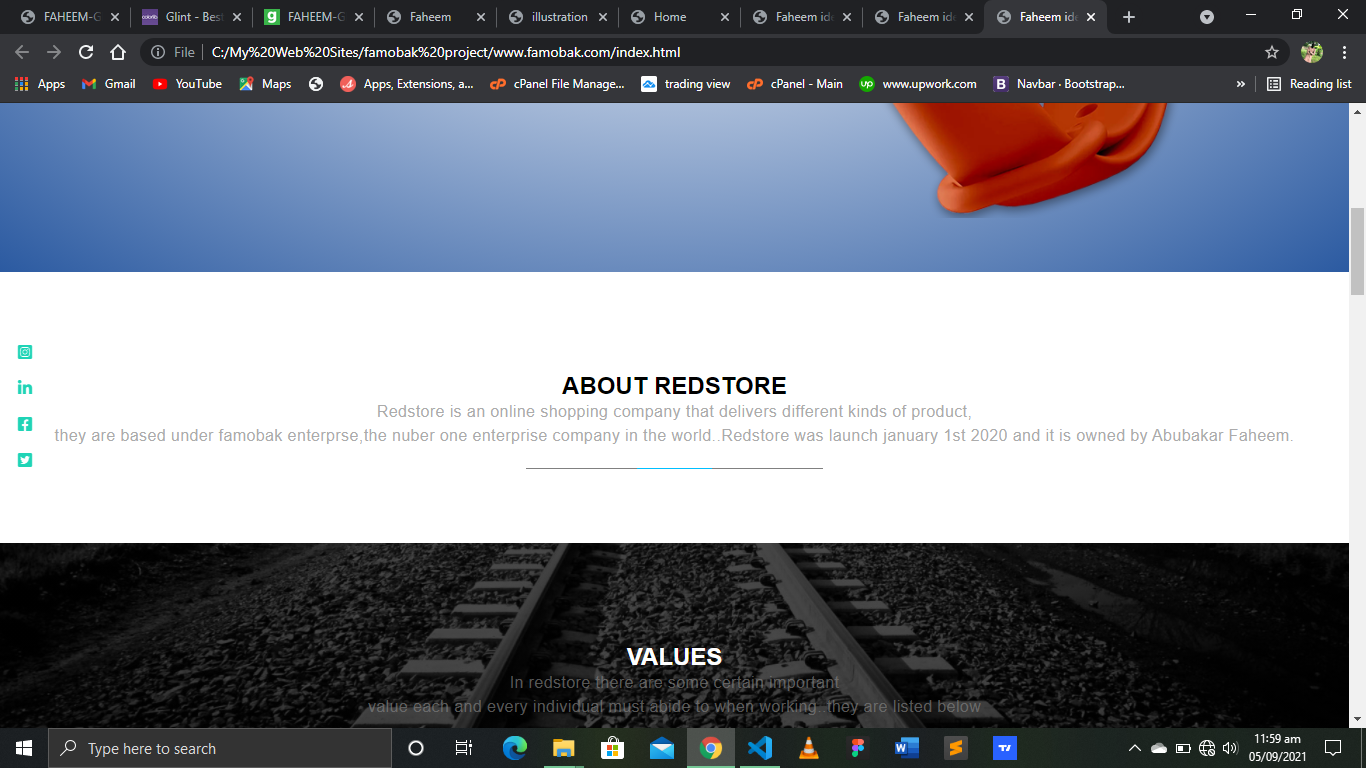 FAHEEM-G
Glint - Bes
FAHEEM-G
Faheem
illustration
Home
Faheem ide
Faheem ide
Faheem ide
File
C:/My%20Web%20Sites/famobak%20project/www.famobak.com/index.html
Apps
Gmail
YouTube
Maps
Apps, Extensions, a...
cPanel File Manage...
trading view
cPanel - Main
www.upwork.com
Navbar · Bootstrap...
»
Reading list
ABOUT REDSTORE
Redstore is an online shopping company that delivers different kinds of product,
they are based under famobak enterprse,the nuber one enterprise company in the world..Redstore was launch january 1st 2020 and it is owned by Abubakar Faheem.
VALUES
In redstore there are some certain important
value each and every individual must abide to when working..they are listed below
Type here to search
11:59 am
05/09/2021